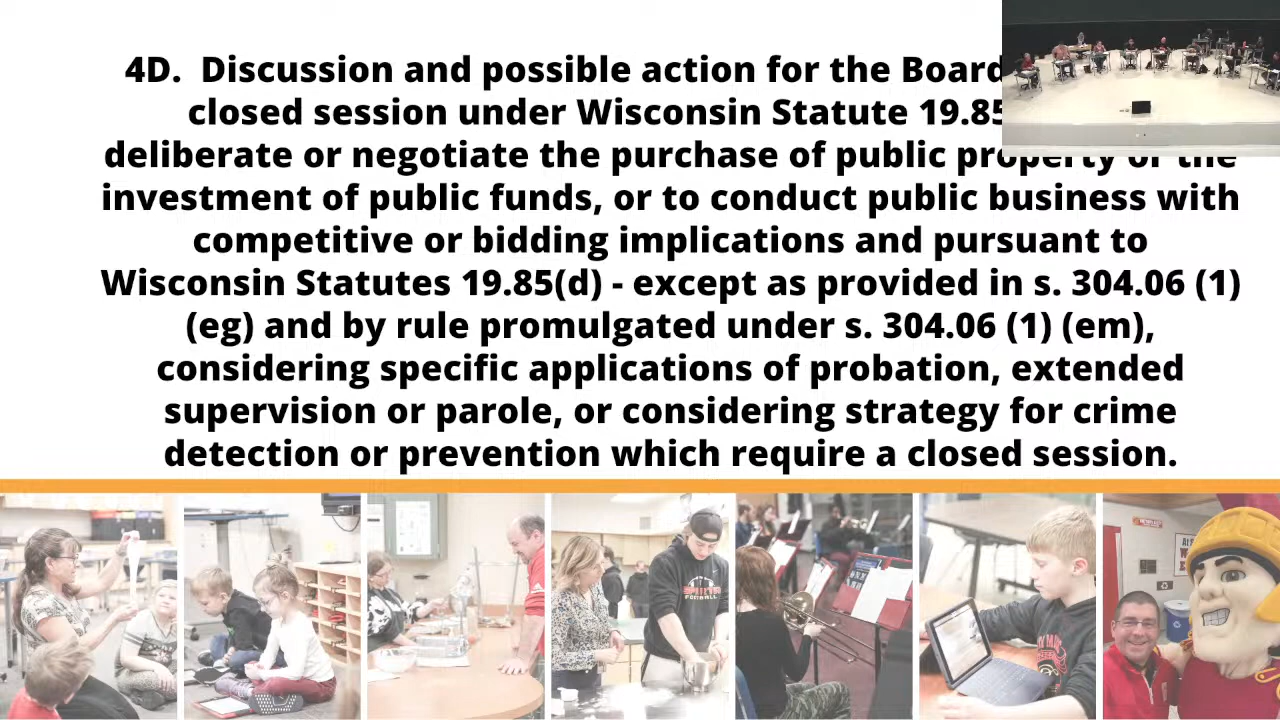 4D. Discussion and possible action for the Board
closed session under Wisconsin Statute 19.85
deliberate or negotiate the purchase of public property or the
investment of public funds, or to conduct public business with
competitive or bidding implications and pursuant to
Wisconsin Statutes 19.85(d) - except as provided in s. 304.06 (1)
(eg) and by rule promulgated under s. 304.06 (1) (em),
considering specific applications of probation, extended
supervision or parole, or considering strategy for crime
detection or prevention which require a closed session.
FOOTBALL